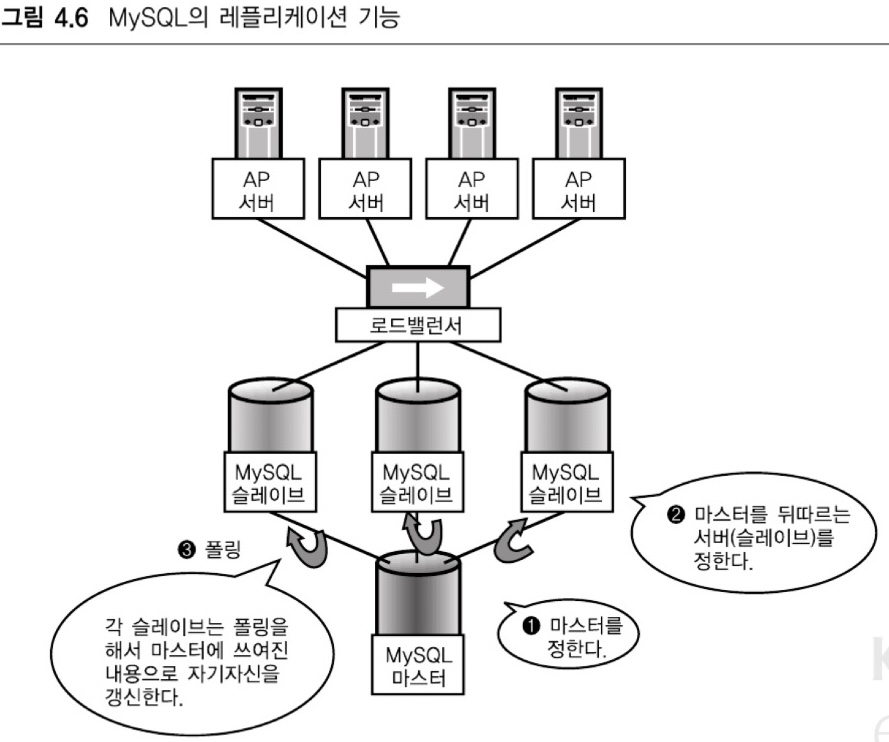 그림 4.6 MySQL의 레플리케이션 기능
AP
서버
AP
서버
AP
서버
AP
서버
로드밸런서
MySQL
슬레이브
MySQL
슬레이브
MySQL
슬레이브
❷ 마스터를 뒤따르는
서버(슬레이브)를
정한다.
❸ 폴링
각 슬레이브는 폴링을
해서 마스터에 쓰여진
내용으로 자기자신을
갱신한다.
❶ 마스터를
정한다.
MySQL
마스터